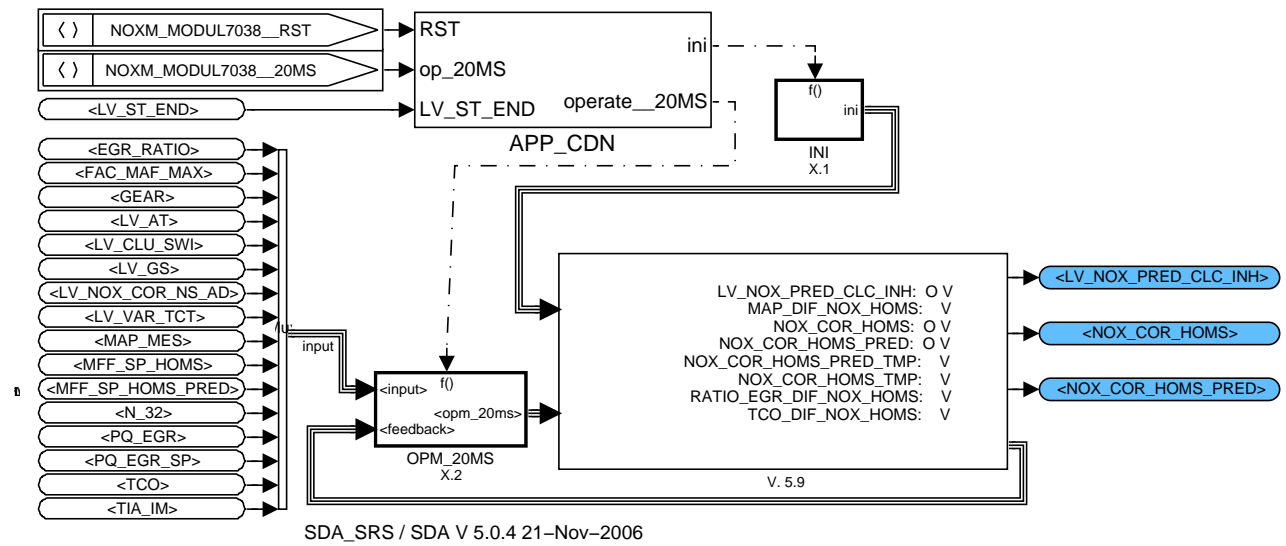 NOXM_MODUL7038__RST
NOXM_MODUL7038__20MS
<LV_ST_END>
RST
op_20MS
LV_ST_END
ini
operate__20MS
APP_CDN
f()
ini
INI
X.1
<EGR_RATIO>
<FAC_MAF_MAX>
<GEAR>
<LV_AT>
<LV_CLU_SWI>
<LV_GS>
<LV_NOX_COR_NS_AD>
<LV_VAR_TCT>
<MAP_MES>
<MFF_SP_HOMS>
<MFF_SP_HOMS_PRED>
<N_32>
<PQ_EGR>
<PQ_EGR_SP>
<TCO>
<TIA_IM>
input
<input>
f()
<opm_20ms>
<feedback>
OPM_20MS
X.2
LV_NOX_PRED_CLC_INH: O V
MAP_DIF_NOX_HOMS: V
NOX_COR_HOMS: O V
NOX_COR_HOMS_PRED: O V
NOX_COR_HOMS_PRED_TMP: V
NOX_COR_HOMS_TMP: V
RATIO_EGR_DIF_NOX_HOMS: V
TCO_DIF_NOX_HOMS: V
V. 5.9
<LV_NOX_PRED_CLC_INH>
<NOX_COR_HOMS>
<NOX_COR_HOMS_PRED>
SDA_SRS / SDA V 5.0.4 21–Nov–2006